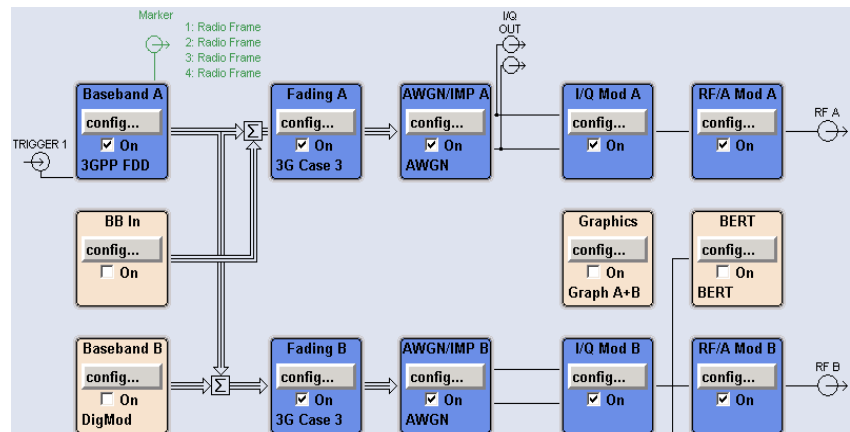 Marker
1: Radio Frame
2: Radio Frame
3: Radio Frame
4: Radio Frame
I/Q
OUT
Baseband A
config...
On
3GPP FDD
Fading A
config...
On
3G Case 3
AWGN/IMP A
config...
On
AWGN
I/Q Mod A
config...
On
RF/A Mod A
config...
On
RF A
TRIGGER 1
Σ
BB In
config...
On
Graphics
config...
On
Graph A+B
BERT
config...
On
BERT
Baseband B
config...
On
DigMod
Σ
Fading B
config...
On
3G Case 3
AWGN/IMP B
config...
On
AWGN
I/Q Mod B
config...
On
RF/A Mod B
config...
On
RF B